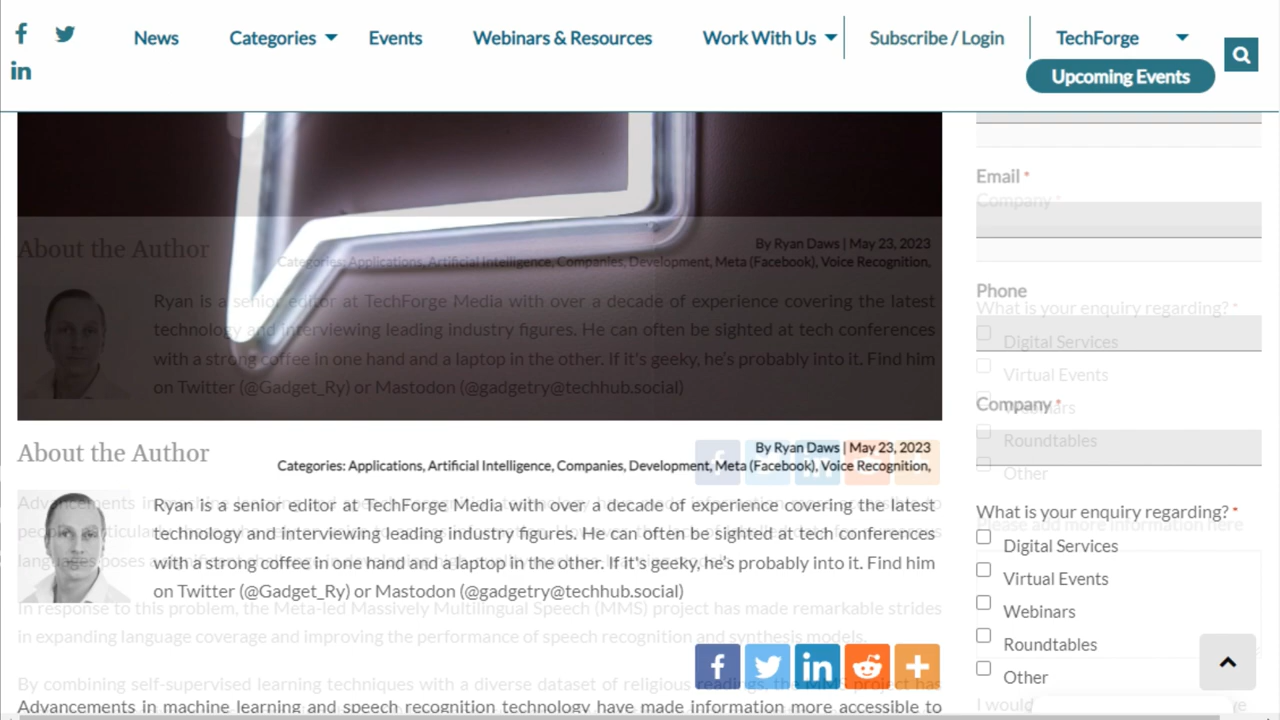 News
Categories
Events
Webinars & Resources
Work With Us
Subscribe / Login
TechForge
Upcoming Events
About the Author
By Ryan Daws | May 23, 2023
Categories: Applications, Artificial Intelligence, Companies, Development, Meta (Facebook), Voice Recognition,
Ryan is a senior editor at TechForge Media with over a decade of experience covering the latest
technology and interviewing leading industry figures. He can often be sighted at tech conferences
with a strong coffee in one hand and a laptop in the other. If it's geeky, he's probably into it. Find him
on Twitter (@Gadget_Ry) or Mastodon (@gadgetry@techhub.social)
About the Author
By Ryan Daws | May 23, 2023
Categories: Applications, Artificial Intelligence, Companies, Development, Meta (Facebook), Voice Recognition,
Ryan is a senior editor at TechForge Media with over a decade of experience covering the latest
technology and interviewing leading industry figures. He can often be sighted at tech conferences
with a strong coffee in one hand and a laptop in the other. If it's geeky, he's probably into it. Find him
on Twitter (@Gadget_Ry) or Mastodon (@gadgetry@techhub.social)
In response to this problem, the Meta-led Massively Multilingual Speech (MMS) project has made remarkable strides
in expanding language coverage and improving the performance of speech recognition and synthesis models.
By combining self-supervised learning techniques with a diverse dataset of religious readings, the MMS project has
Advancements in machine learning and speech recognition technology have made information more accessible to
Email *
Company *
Phone
What is your enquiry regarding? *
Digital Services
Virtual Events
Company *
Webinars
Roundtables
Other
What is your enquiry regarding? *
Please add more information here
Digital Services
Virtual Events
Webinars
Roundtables
Other
I would